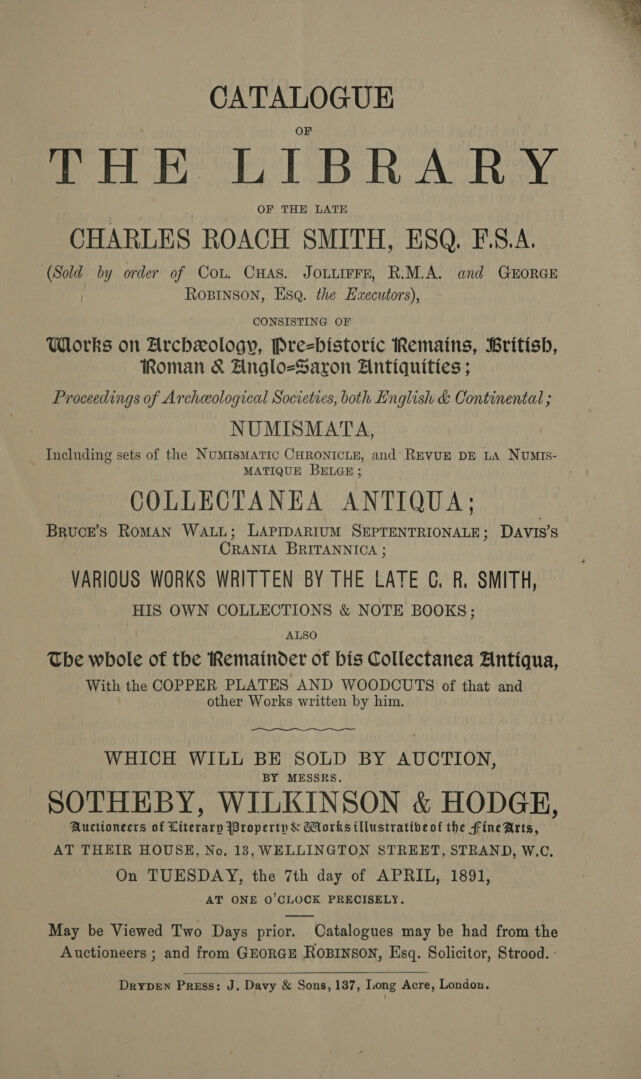 CATALOGUE
OF
THE LIBRARY
OF THE LATE
CHARLES ROACH SMITH, ESQ. F.S.A.
(Sold by order of COL. CHAS. JOLLIFFE, R.M.A. and GEORGE
ROBINSON, ESQ. the Executors),
CONSISTING OF
Works on Archæology, Pre-historic Remains, British,
Roman & Anglo-Saxon Antiquities;
Proceedings of Archæological Societies, both English & Continental;
NUMISMATA,
Including sets of the NUMISMATIC CHRONICLE, and REVUE DE LA NUMIS-
MATIQUE BELGE;
COLLECTANEA ANTIQUA;
BRUCE'S ROMAN WALL; LAPIDARIUM SEPTENTRIONALE; DAVIS'S
CRANIA BRITANNICA;
VARIOUS WORKS WRITTEN BY THE LATE C. R. SMITH,
HIS OWN COLLECTIONS & NOTE BOOKS;
ALSO
The whole of the Remainder of his Collectanea Antiqua,
With the COPPER PLATES AND WOODCUTS of that and
other Works written by him.
WHICH WILL BE SOLD BY AUCTION,
BY MESSRS.
SOTHEBY, WILKINSON & HODGE,
Auctioneers of Literary Property & Works illustrative of the Fine Arts,
AT THEIR HOUSE, No. 13, WELLINGTON STREET, STRAND, W.C.
On TUESDAY, the 7th day of APRIL, 1891,
AT ONE O'CLOCK PRECISELY.
May be Viewed Two Days prior. Catalogues may be had from the
Auctioneers; and from GEORGE ROBINSON, Esq. Solicitor, Strood.
DRYDEN PRESS: J. Davy & Sons, 137, Long Acre, London.